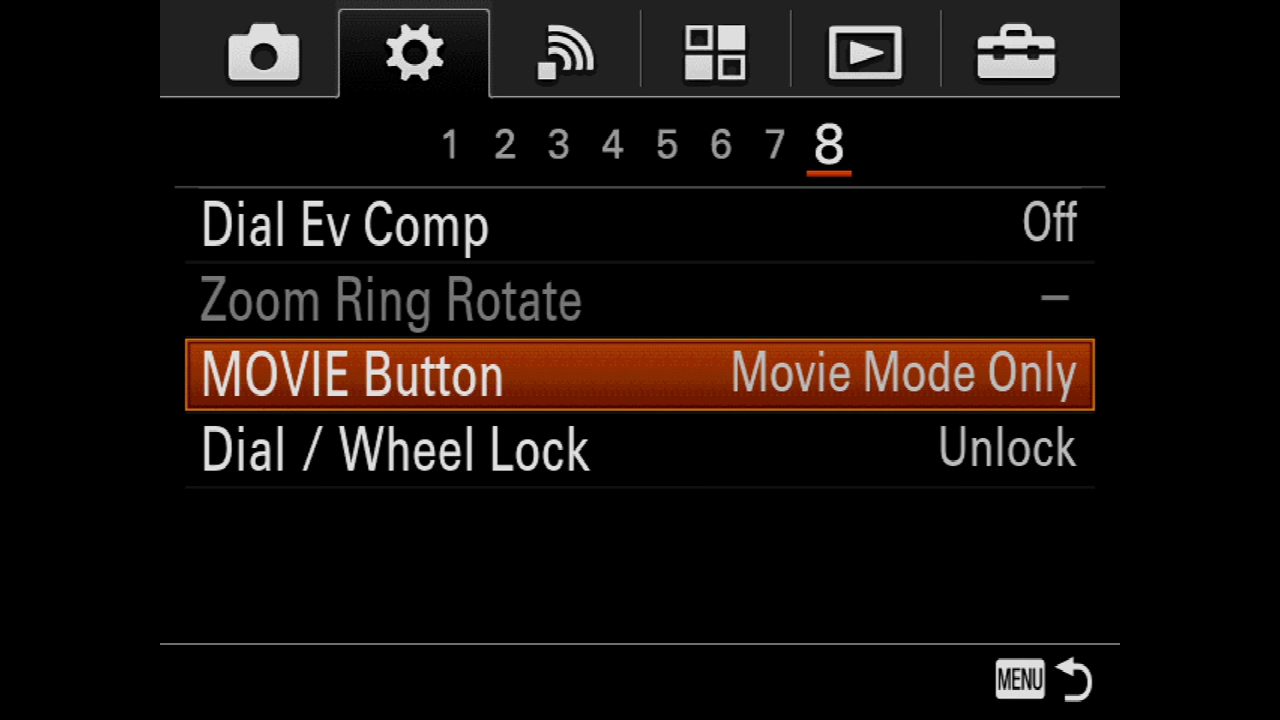 1 2 3 4 5 6 7 8
Dial Ev Comp Off
Zoom Ring Rotate –
MOVIE Button Movie Mode Only
Dial / Wheel Lock Unlock
MENU